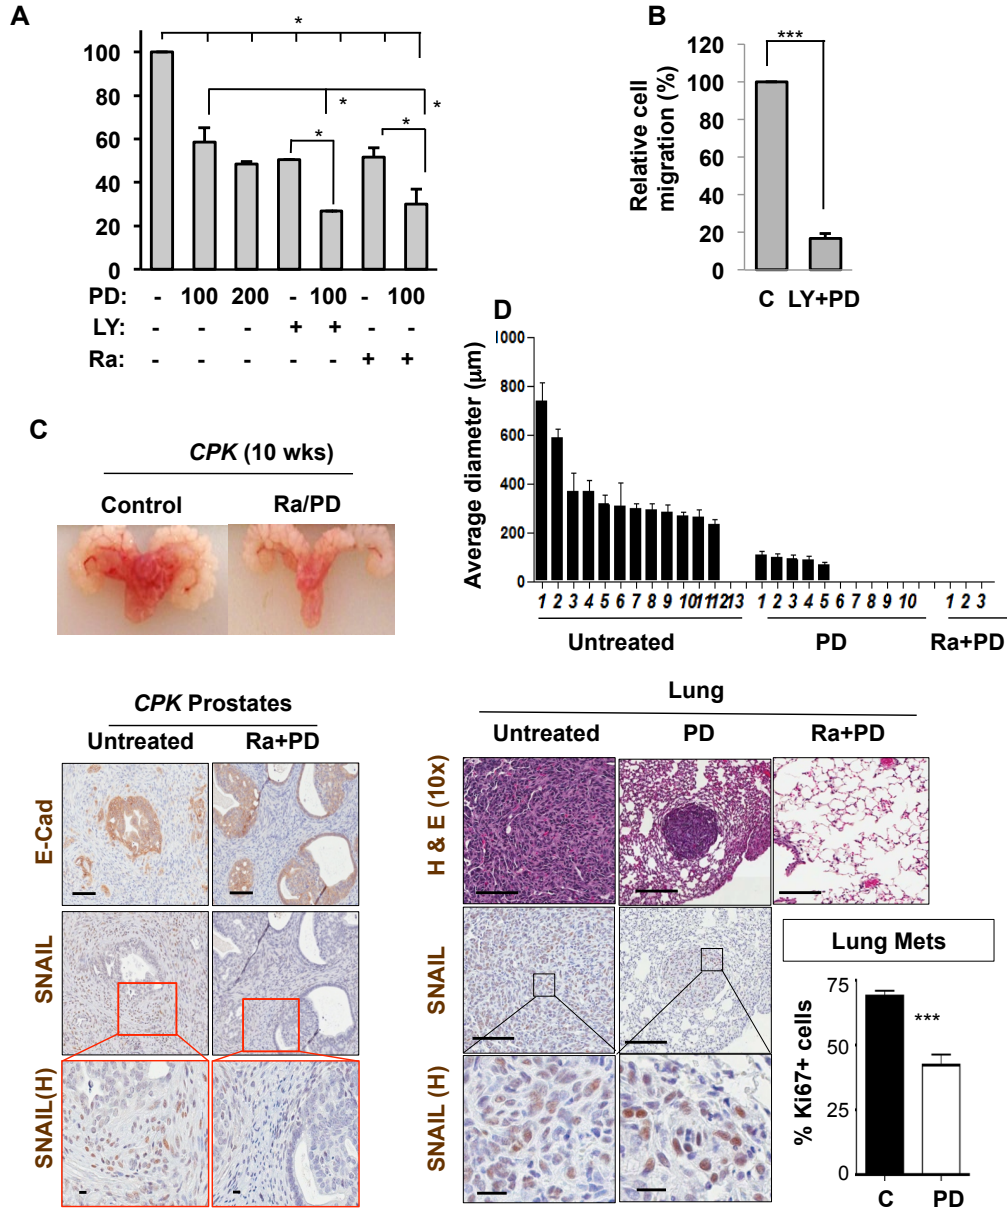 A
*
100
80
60
40
20
0
*
*
*
*
PD: - 100 200 - 100 - 100
LY: - - - + + - -
Ra: - - - - - + +
B
Relative cell
migration (%)
120
100
80
60
40
20
0
***
C LY+PD
C
CPK (10 wks)
Control Ra/PD
D
Average diameter (μm)
1000
800
600
400
200
0
1 2 3 4 5 6 7 8 9 10 11 12 13 1 2 3 4 5 6 7 8 9 10 1 2 3
Untreated PD Ra+PD
CPK Prostates
Untreated Ra+PD
E-Cad
SNAIL
SNAIL(H)
Lung
Untreated PD Ra+PD
H & E (10x)
SNAIL
SNAIL (H)
Lung Mets
% Ki67+ cells
75
50
25
0
***
C PD